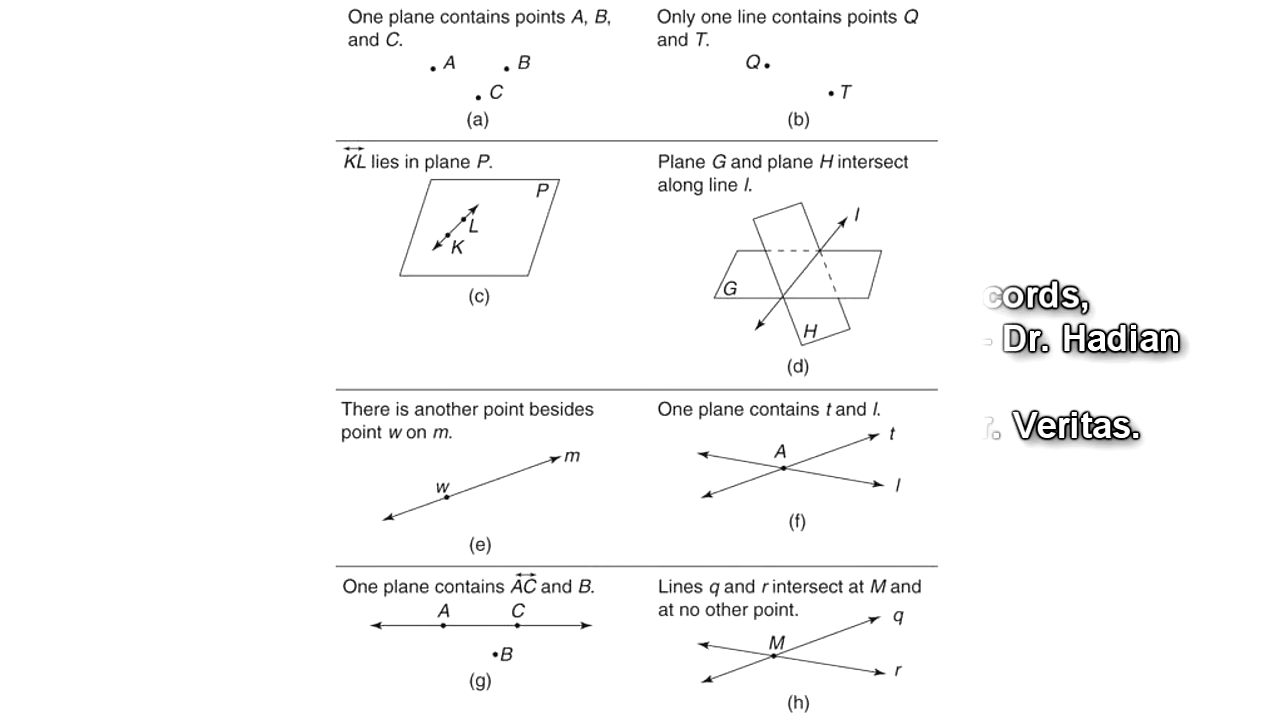 One plane contains points A, B,
and C.
A
B
C
(a)
Only one line contains points Q
and T.
Q
T
(b)
KL lies in plane P.
P
L
K
(c)
Plane G and plane H intersect
along line l.
l
G
H
(d)
cords,
- Dr. Hadian
. Veritas.
There is another point besides
point w on m.
w
m
(e)
One plane contains t and l.
A
t
l
(f)
One plane contains AC and B.
A
C
B
(g)
Lines q and r intersect at M and
at no other point.
M
q
r
(h)